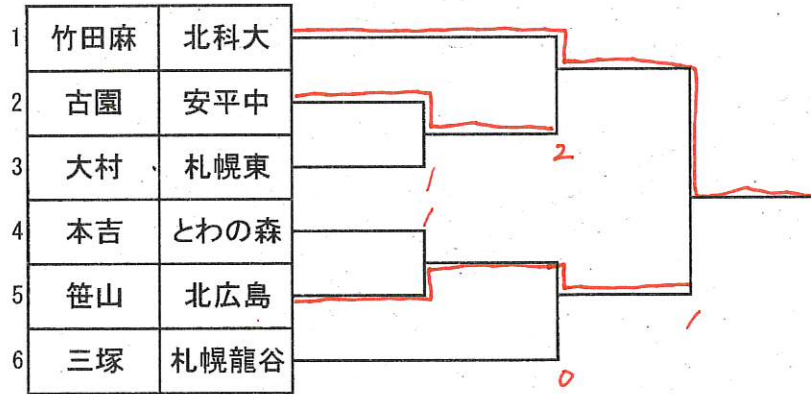 1 竹田麻 北科大
2 古園 安平中
3 大村 札幌東
4 本吉 とわの森
5 笹山 北広島
6 三塚 札幌龍谷
2
1
1
1
0